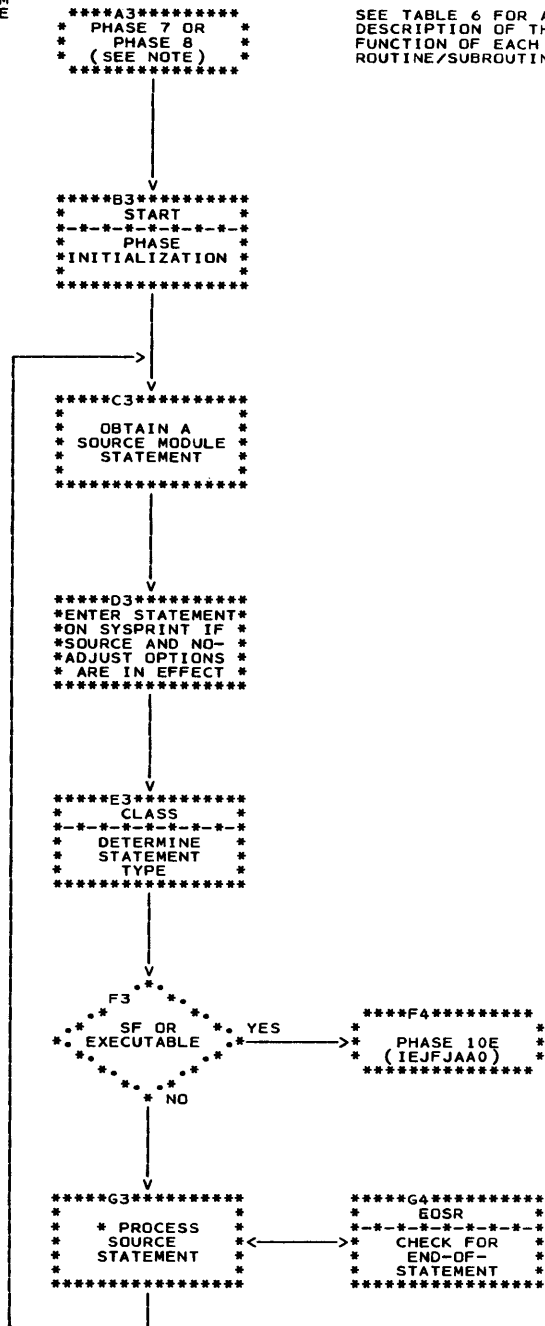 E
****A3*********
PHASE 7 OR
PHASE 8
(SEE NOTE)
SEE TABLE 6 FOR A
DESCRIPTION OF TH
FUNCTION OF EACH
ROUTINE/SUBROUTIN
*****B3**********
START
*-*-*-*-*-*-*-*-*
PHASE
*INITIALIZATION *
*****************
*****C3**********
OBTAIN A
* SOURCE MODULE *
STATEMENT
*****************
*****D3**********
*ENTER STATEMENT*
*ON SYSPRINT IF *
*SOURCE AND NO- *
*ADJUST OPTIONS *
* ARE IN EFFECT *
*****************
*****E3**********
CLASS
*-*-*-*-*-*-*-*-*
DETERMINE
STATEMENT
TYPE
*****************
F3
SF OR
EXECUTABLE
YES
NO
****F4*********
PHASE 10E
(IEJFJAA0)
***************
*****G3**********
* PROCESS
SOURCE
STATEMENT
*****************
*****G4**********
EOSR
*-*-*-*-*-*-*-*-*
CHECK FOR
END-OF-
STATEMENT
*****************